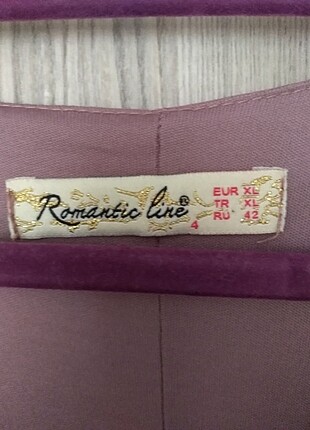 Romantic line®
EUR XL
TR XL
RU 42
4